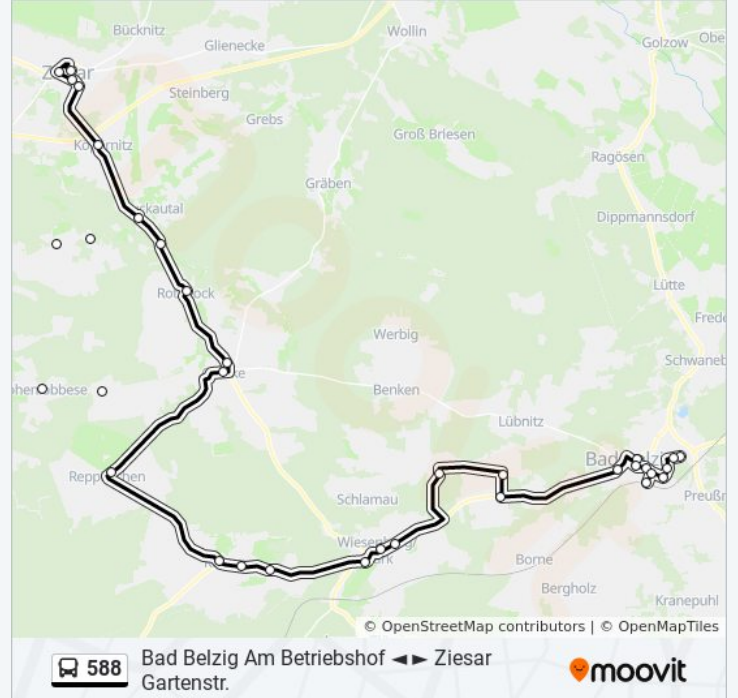 Bücknitz
Wollin
Glienecke
Golzow
Steinberg
Grebs
Groß Briesen
Ragösen
Gräben
Dippmannsdorf
Lütte
Werbig
Benken
Lübnitz
Schlamau
Borne
Bergholz
Kranepuhl
© OpenStreetMap contributors | © OpenMapTiles
588
Bad Belzig Am Betriebshof ◄ ► Ziesar
Gartenstr.
moovit